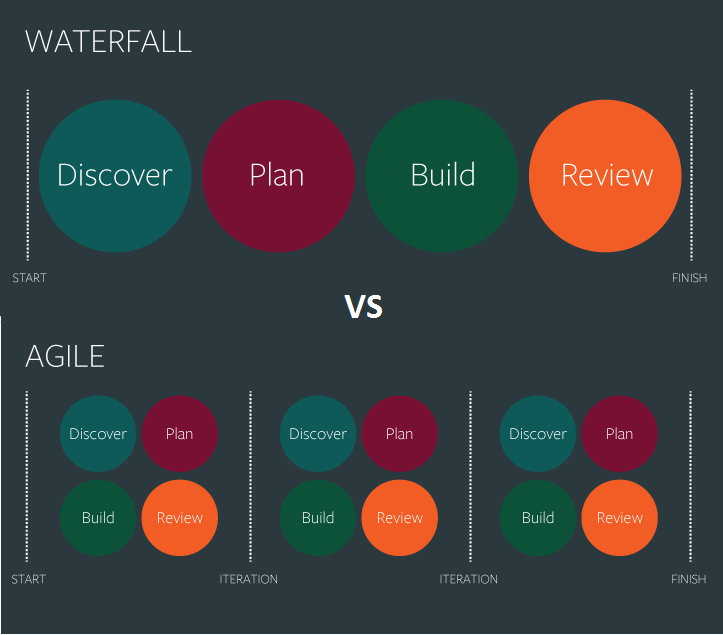 WATERFALL
Discover Plan Build Review
START FINISH
VS
AGILE
Discover Plan Discover Plan Discover Plan
Build Review Build Review Build Review
START ITERATION ITERATION FINISH